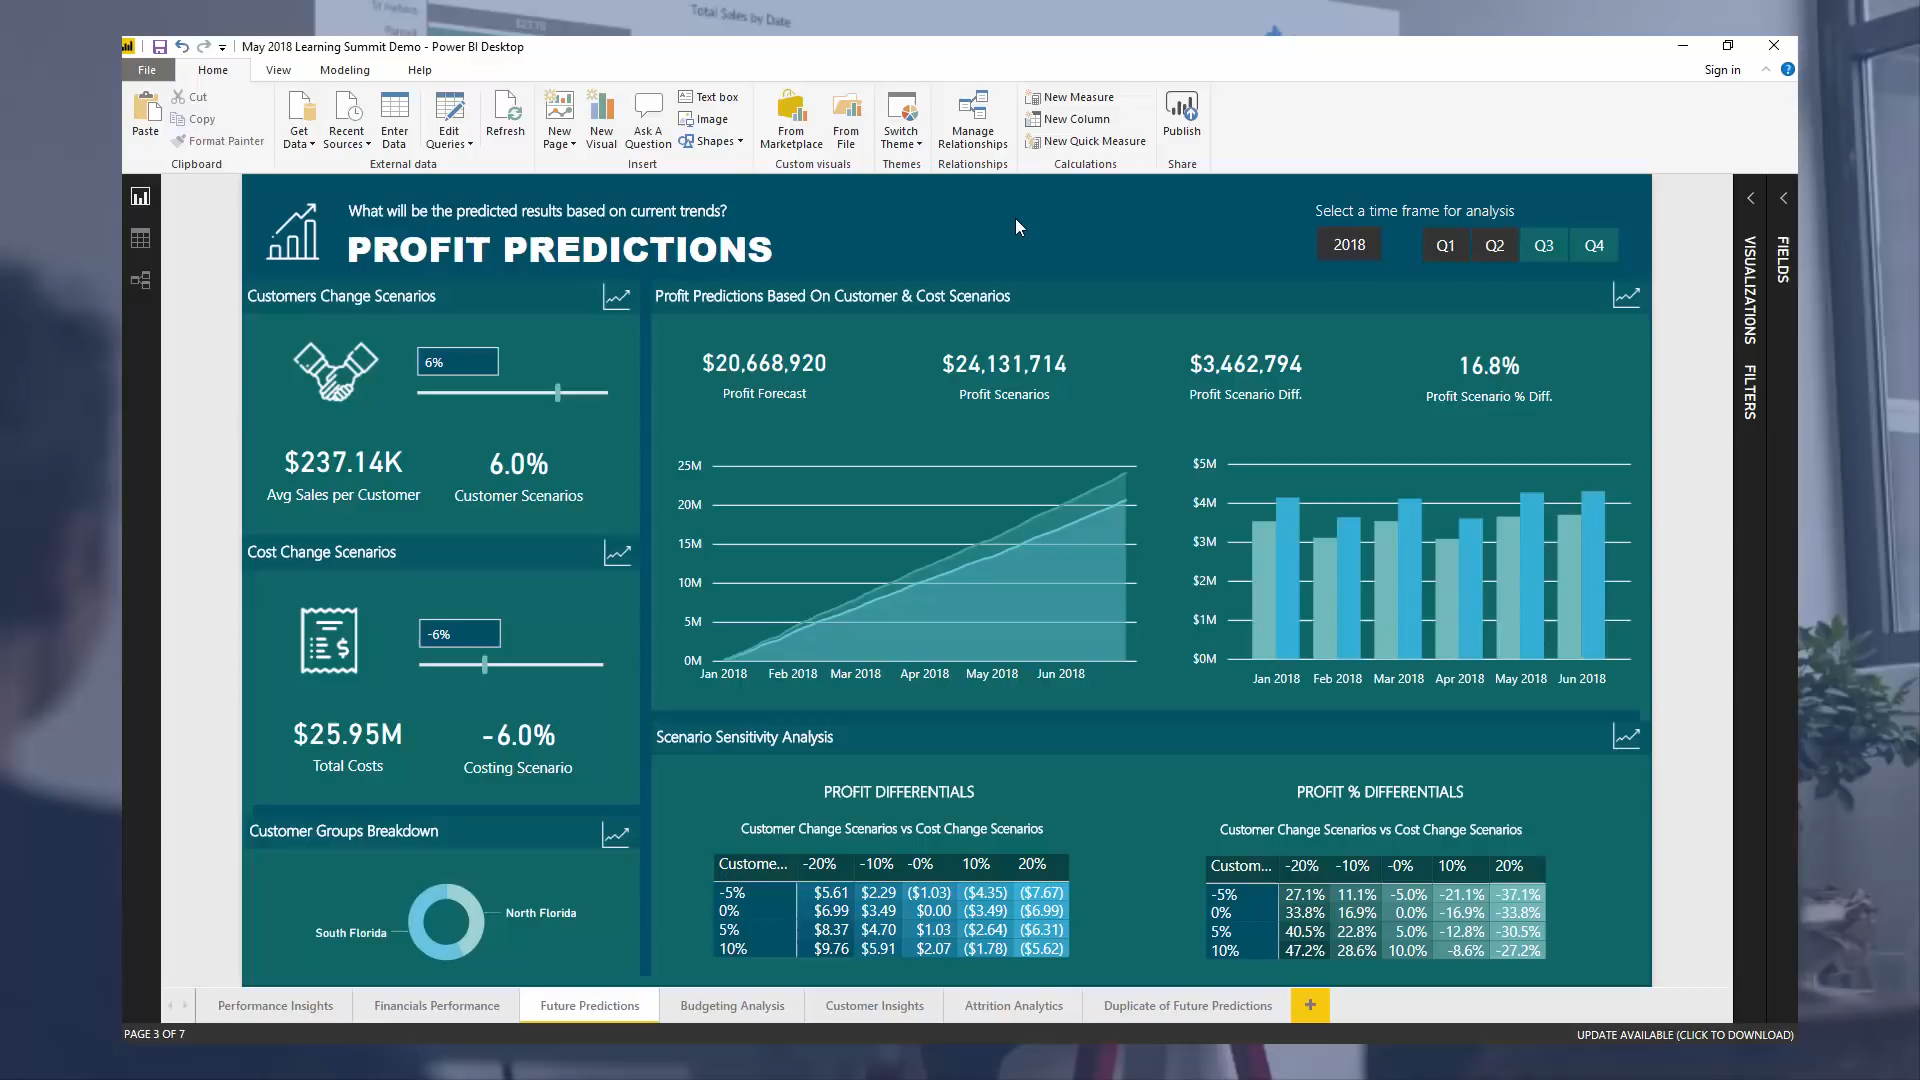 Total Sales by Date
May 2018 Learning Summit Demo - Power BI Desktop
File Home View Modeling Help Sign in
Paste
Cut
Copy
Format Painter
Clipboard
Get Data
Recent Sources
Enter Data
Edit Queries
Refresh
External data
New Page
New Visual
Ask A Question
Text box
Image
Shapes
Insert
From Marketplace
From File
Custom visuals
Switch Theme
Themes
Manage Relationships
Relationships
New Measure
New Column
New Quick Measure
Calculations
Publish
Share
What will be the predicted results based on current trends?
PROFIT PREDICTIONS
Select a time frame for analysis
2018 Q1 Q2 Q3 Q4
VISUALIZATIONS
FILTERS
FIELDS
Customers Change Scenarios
6%
$237.14K
Avg Sales per Customer
6.0%
Customer Scenarios
Cost Change Scenarios
-6%
$25.95M
Total Costs
-6.0%
Costing Scenario
Customer Groups Breakdown
North Florida
South Florida
Profit Predictions Based On Customer & Cost Scenarios
$20,668,920
Profit Forecast
$24,131,714
Profit Scenarios
$3,462,794
Profit Scenario Diff.
16.8%
Profit Scenario % Diff.
25M
20M
15M
10M
5M
0M
Jan 2018 Feb 2018 Mar 2018 Apr 2018 May 2018 Jun 2018
$5M
$4M
$3M
$2M
$1M
$0M
Jan 2018 Feb 2018 Mar 2018 Apr 2018 May 2018 Jun 2018
Scenario Sensitivity Analysis
PROFIT DIFFERENTIALS
Customer Change Scenarios vs Cost Change Scenarios
Custome... -20% -10% -0% 10% 20%
-5% $5.61 $2.29 ($1.03) ($4.35) ($7.67)
0% $6.99 $3.49 $0.00 ($3.49) ($6.99)
5% $8.37 $4.70 $1.03 ($2.64) ($6.31)
10% $9.76 $5.91 $2.07 ($1.78) ($5.62)
PROFIT % DIFFERENTIALS
Customer Change Scenarios vs Cost Change Scenarios
Custom... -20% -10% -0% 10% 20%
-5% 27.1% 11.1% -5.0% -21.1% -37.1%
0% 33.8% 16.9% 0.0% -16.9% -33.8%
5% 40.5% 22.8% 5.0% -12.8% -30.5%
10% 47.2% 28.6% 10.0% -8.6% -27.2%
Performance Insights Financials Performance Future Predictions Budgeting Analysis Customer Insights Attrition Analytics Duplicate of Future Predictions +
PAGE 3 OF 7 UPDATE AVAILABLE (CLICK TO DOWNLOAD)